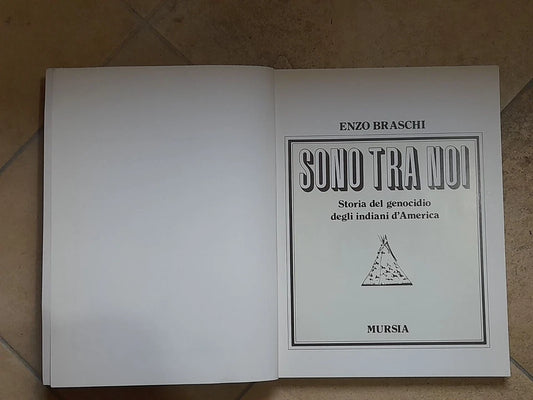 ENZO BRASCHI
SONO TRA NOI
Storia del genocidio
degli indiani d'America
MURSIA